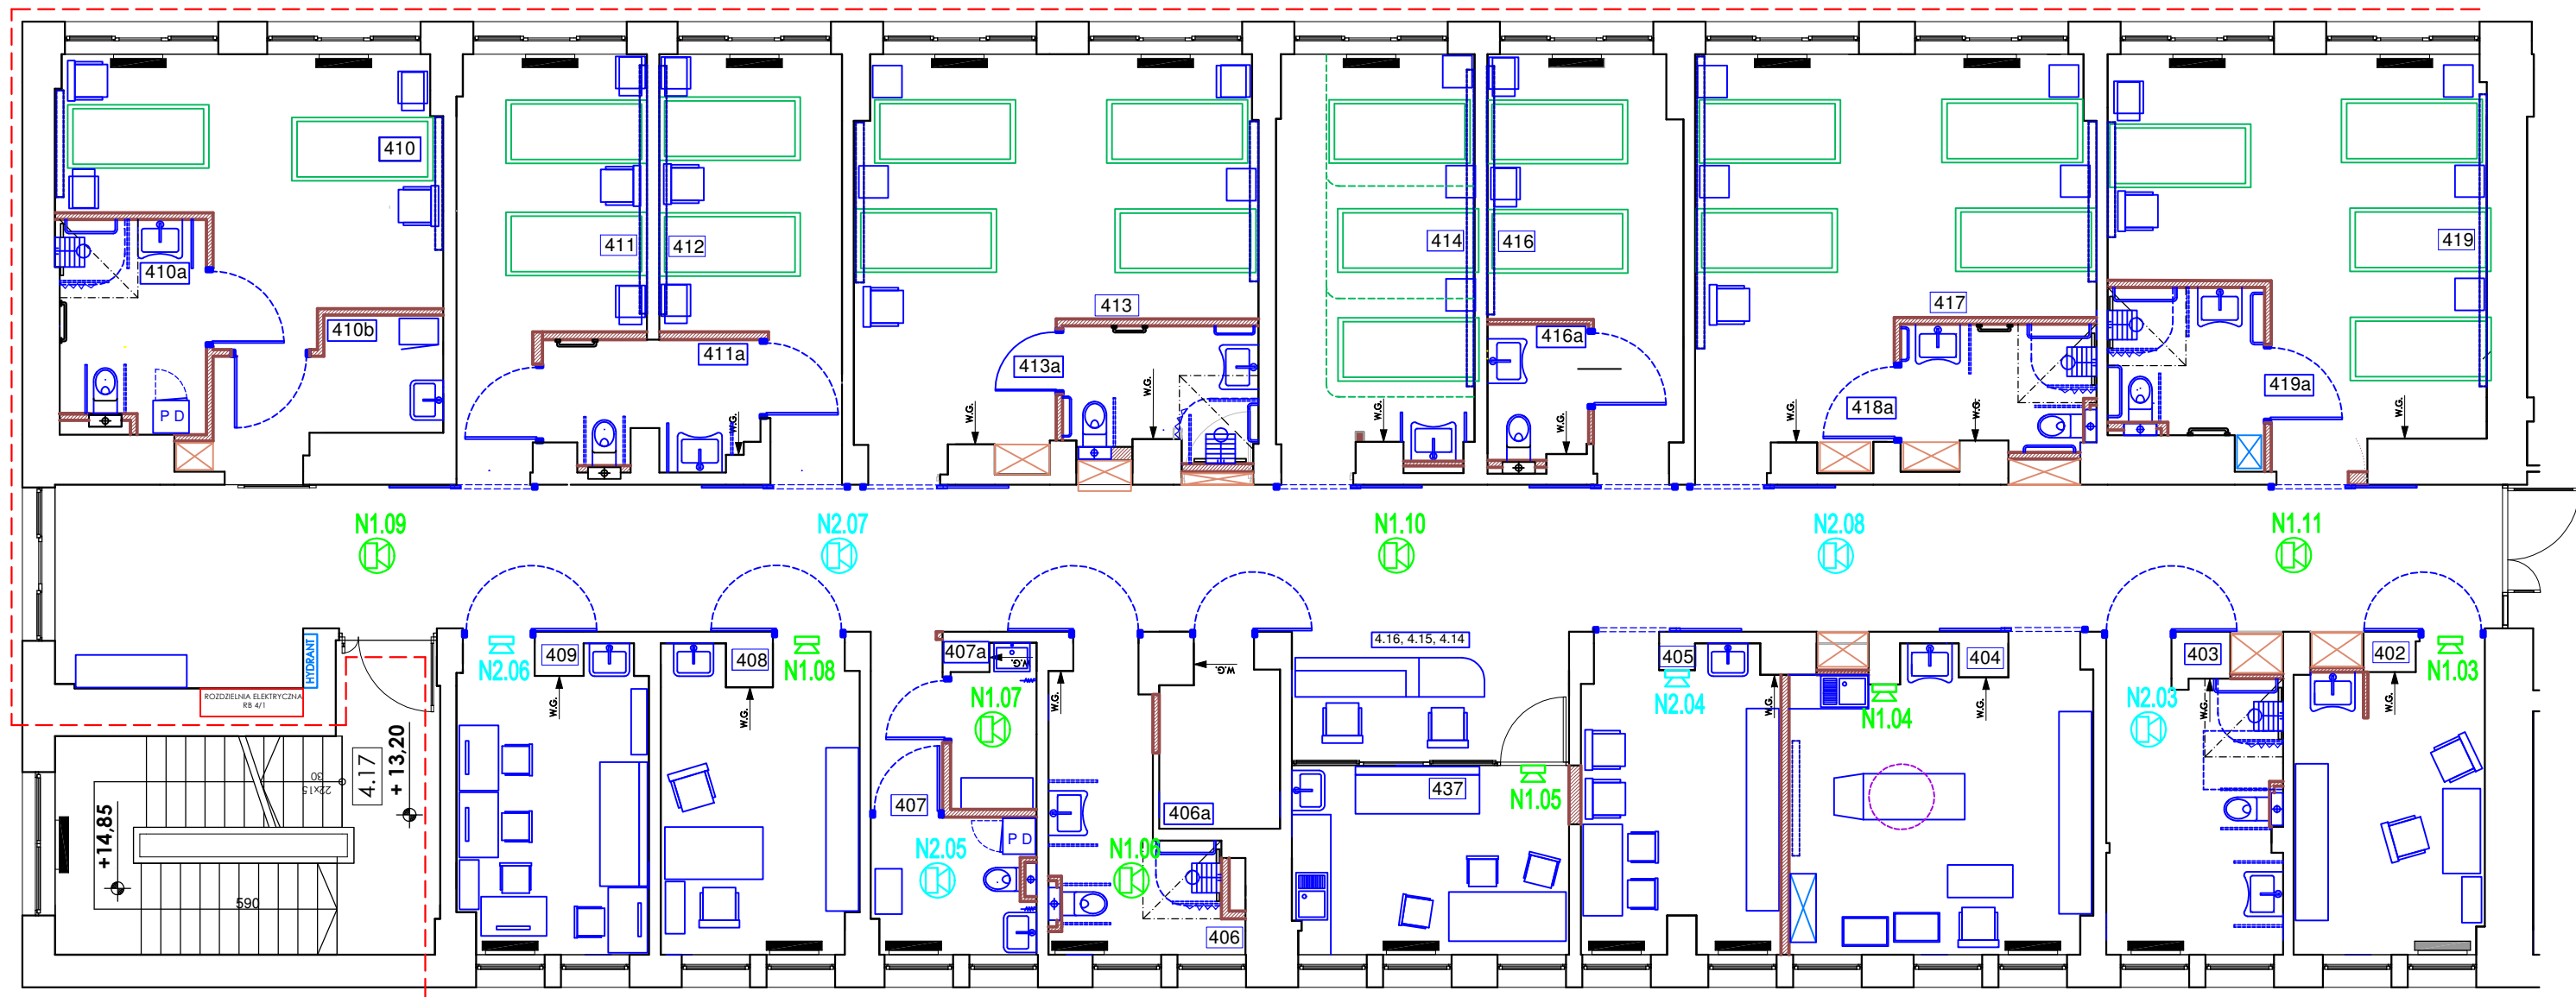 410
411
412
414
416
419
410a
413
417
410b
411a
413a
416a
418a
419a
P D
W.G.
W.G.
W.G.
W.G.
W.G.
W.G.
W.G.
W.G.
N1.09
N2.07
N1.10
N2.08
N1.11
HYDRANT
ROZDZIELNIA ELEKTRYCZNA
RB 4/1
N2.06
409
408
N1.08
407a
W.G.
4.16, 4.15, 4.14
405
N2.04
404
N1.04
403
402
N1.03
N2.03
W.G.
W.G.
W.G.
W.G.
W.G.
W.G.
W.G.
W.G.
N1.07
4.17
+ 13,20
22x15
30
+14,85
590
407
406a
437
N1.05
P D
N2.05
N1.06
406